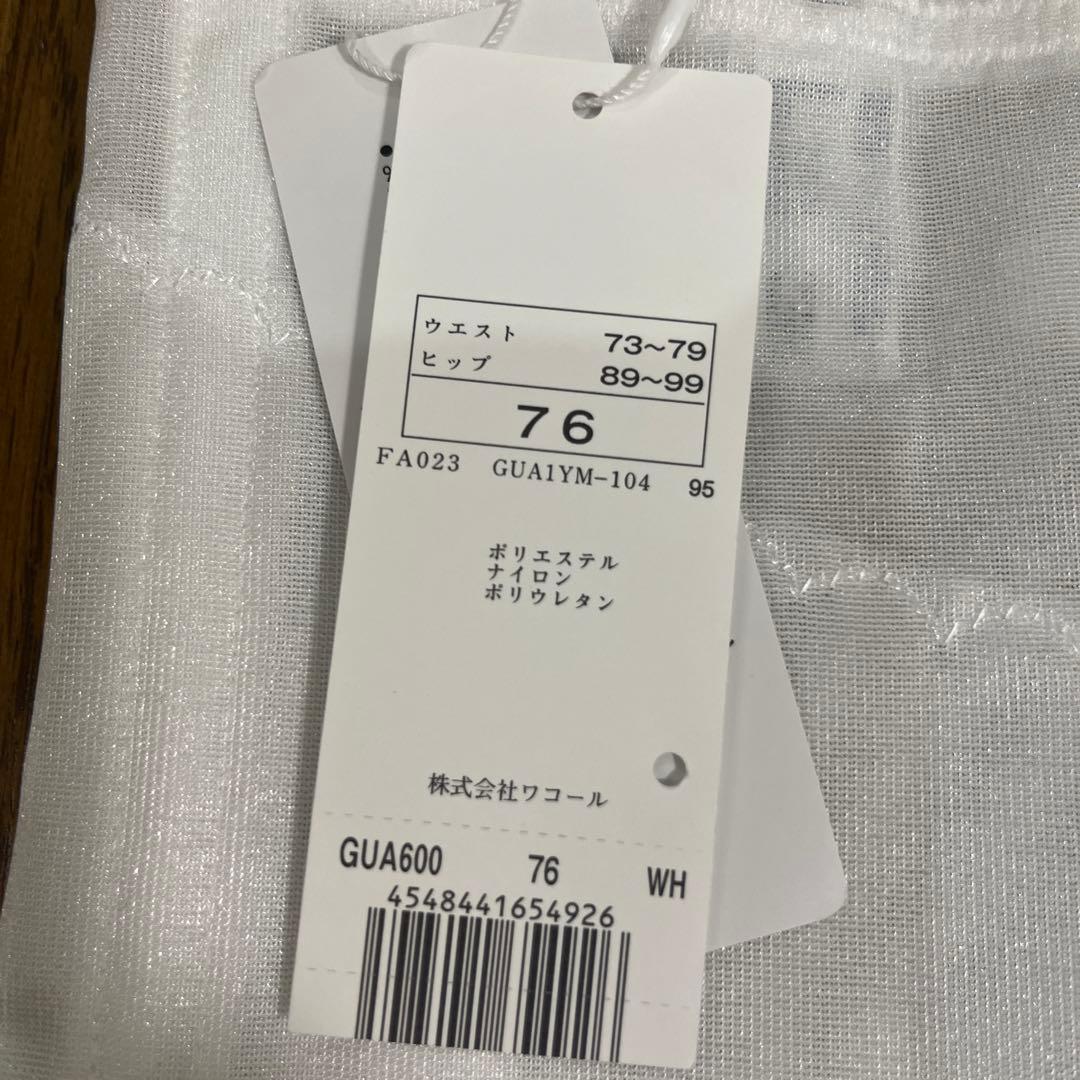 ウエスト 73～79
ヒップ 89～99
76
FA023 GUA1YM-104 95
ポリエステル
ナイロン
ポリウレタン
株式会社ワコール
GUA600 76 WH
4548441654926